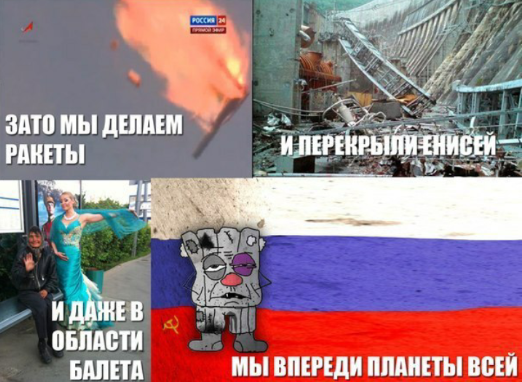 РОССИЯ 24
ПРЯМОЙ ЭФИР
ЗАТО МЫ ДЕЛАЕМ
РАКЕТЫ
И ПЕРЕКРЫЛИ ЕНИСЕЙ
И ДАЖЕ В
ОБЛАСТИ
БАЛЕТА
МЫ ВПЕРЕДИ ПЛАНЕТЫ ВСЕЙ